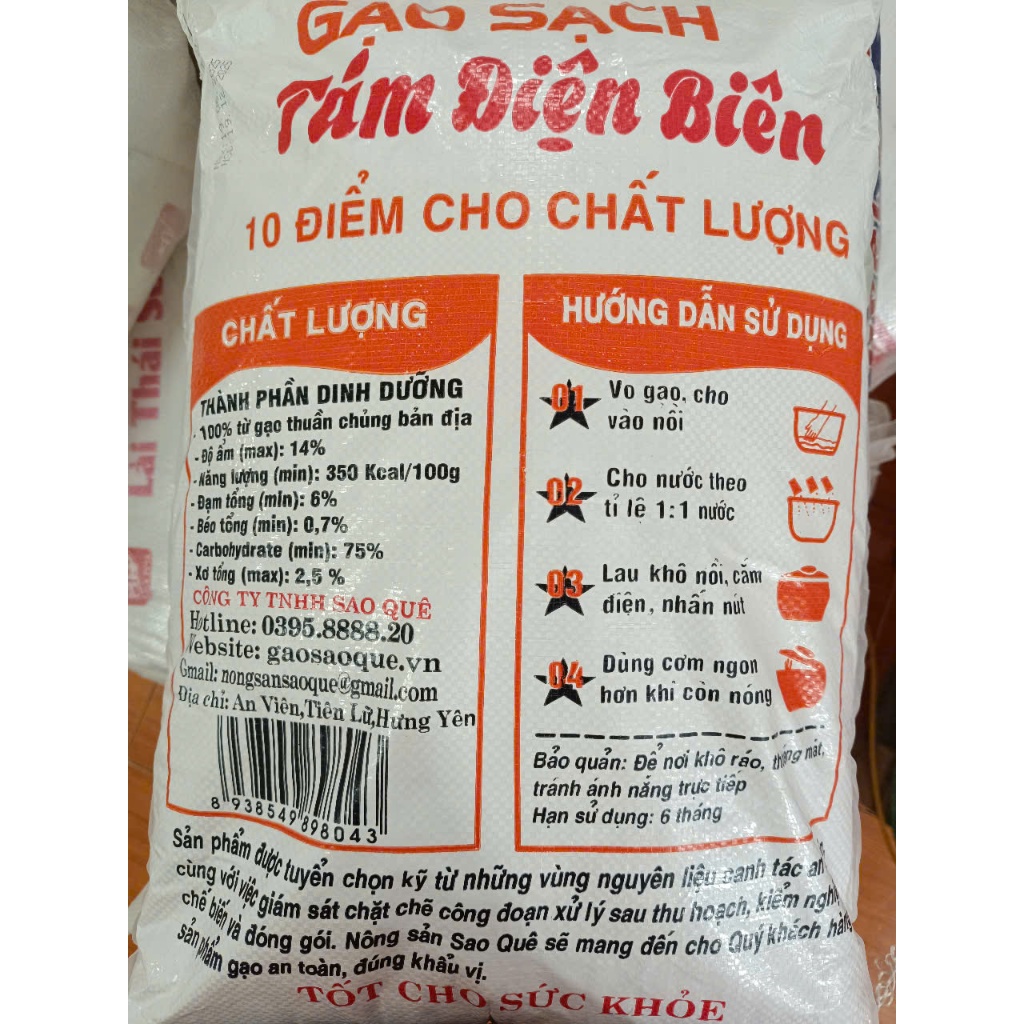 GẠO SẠCH
Tám Điện Biên
10 ĐIỂM CHO CHẤT LƯỢNG
CHẤT LƯỢNG
THÀNH PHẦN DINH DƯỠNG
- 100% từ gạo thuần chủng bản địa
- Độ ẩm (max): 14%
- Năng lượng (min): 350 Kcal/100g
- Đạm tổng (min): 6%
- Béo tổng (min): 0,7%
- Carbohydrate (min): 75%
- Xơ tổng (max): 2,5 %
CÔNG TY TNHH SAO QUÊ
Hotline: 0395.8888.20
Website: gaosaoque.vn
Gmail: nongsansaoque@gmail.com
Địa chỉ: An Viên,Tiên Lữ,Hưng Yên
8 938549 898043
HƯỚNG DẪN SỬ DỤNG
01 Vo gạo, cho
vào nồi
02 Cho nước theo
tỉ lệ 1:1 nước
03 Lau khô nồi, cắm
điện, nhấn nút
04 Dùng cơm ngon
hơn khi còn nóng
Bảo quản: Để nơi khô ráo, thoáng mát,
tránh ánh nắng trực tiếp
Hạn sử dụng: 6 tháng
Sản phẩm được tuyển chọn kỹ từ những vùng nguyên liệu canh tác
cùng với việc giám sát chặt chẽ công đoạn xử lý sau thu hoạch, kiểm
chế biến và đóng gói. Nông sản Sao Quê sẽ mang đến cho Quý khách hàng
sản phẩm gạo an toàn, đúng khẩu vị.
TỐT CHO SỨC KHỎE
Lài Thái